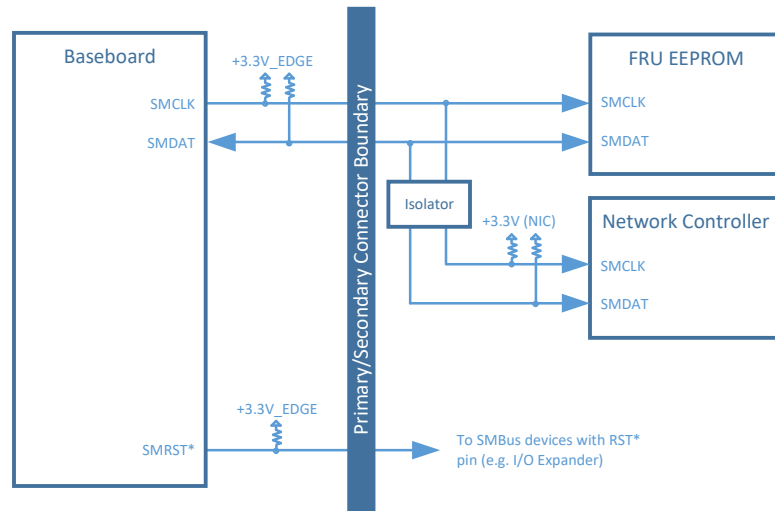 Baseboard
+3.3V_EDGE
FRU EEPROM
SMCLK
SMCLK
SMDAT
SMDAT
Primary/Secondary Connector Boundary
Isolator
+3.3V (NIC)
Network Controller
SMCLK
SMDAT
+3.3V_EDGE
SMRST*
To SMBus devices with RST*
pin (e.g. I/O Expander)